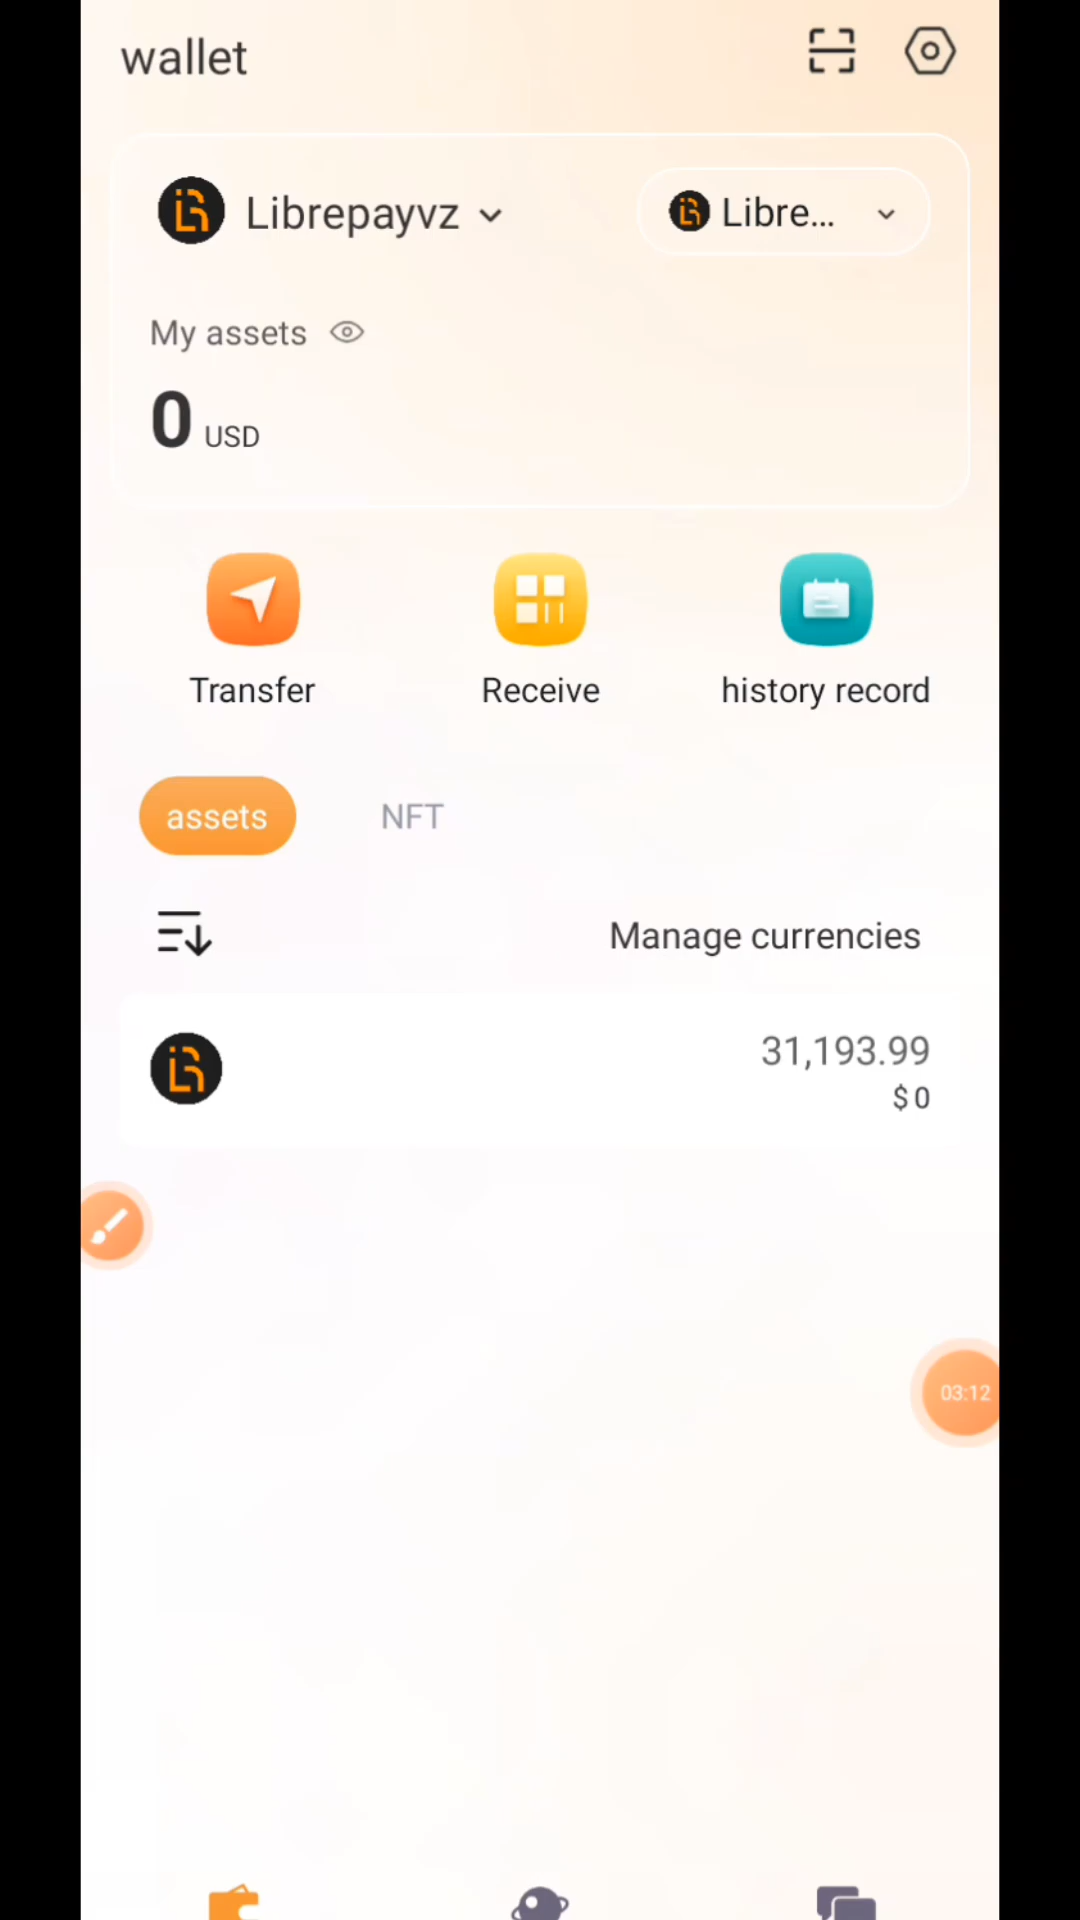 wallet
Librepayvz
Libre...
My assets
0 USD
Transfer
Receive
history record
assets
NFT
Manage currencies
31,193.99
$0
03:12